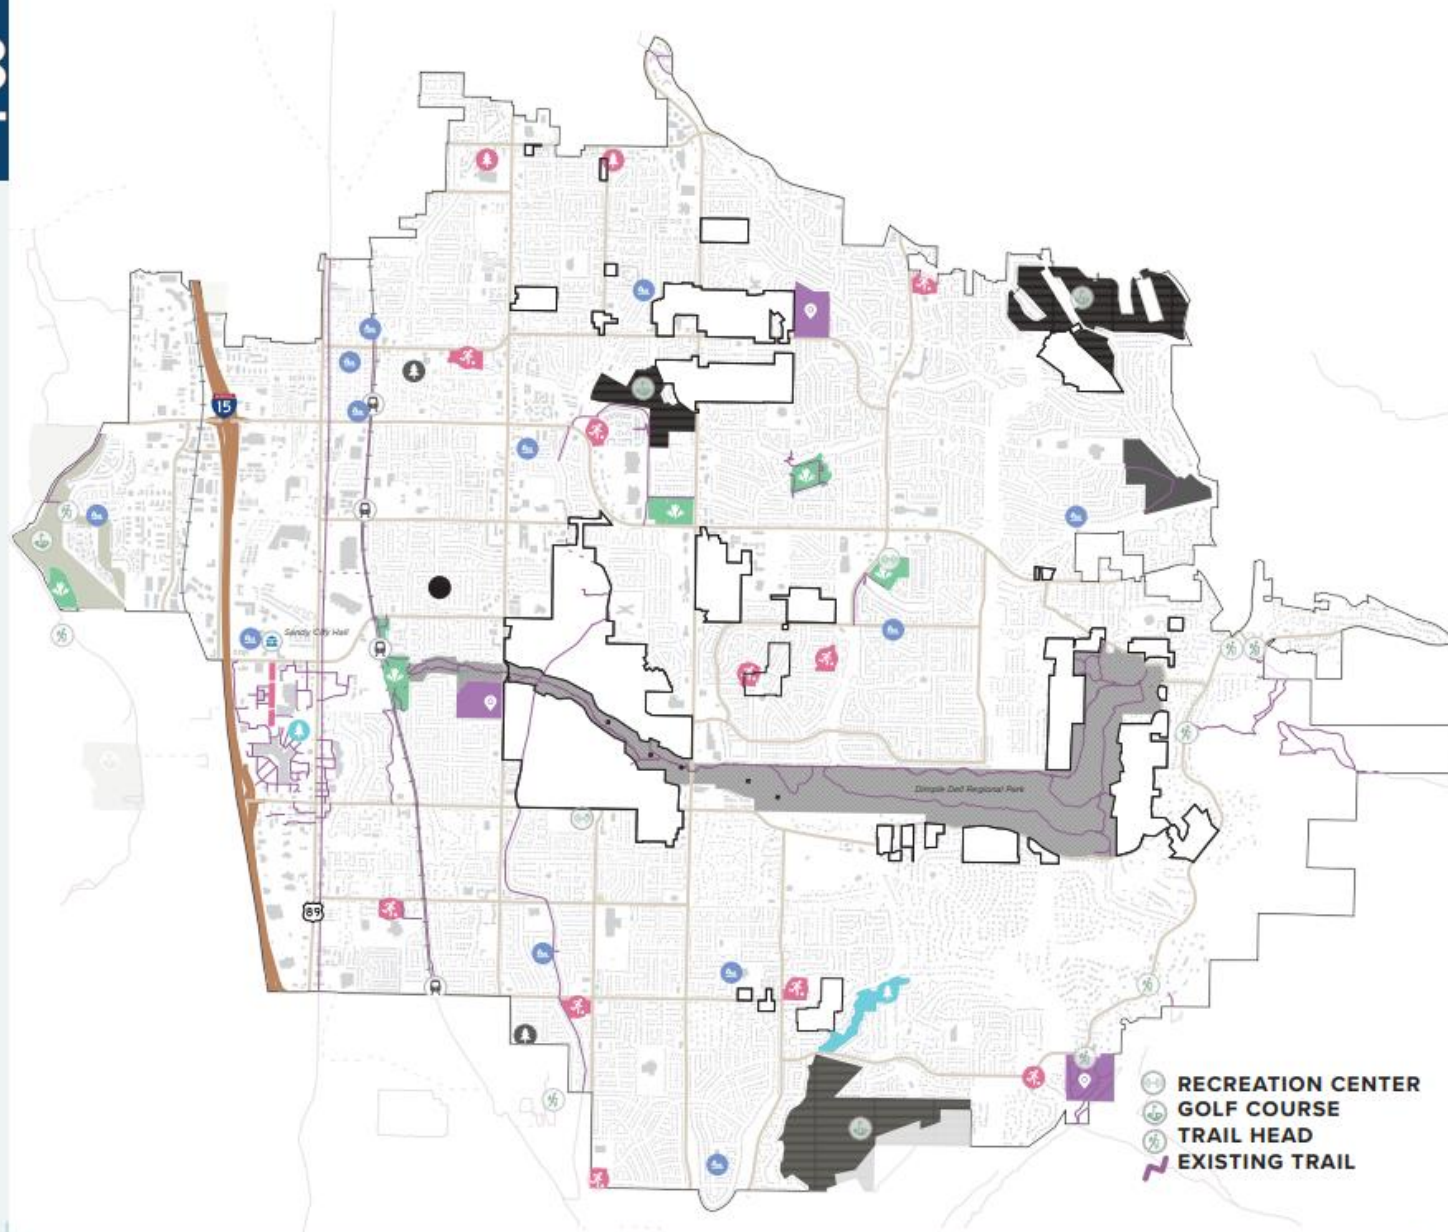 15
Sandy City Hall
Dimple Dell Regional Park
89
RECREATION CENTER
GOLF COURSE
TRAIL HEAD
EXISTING TRAIL